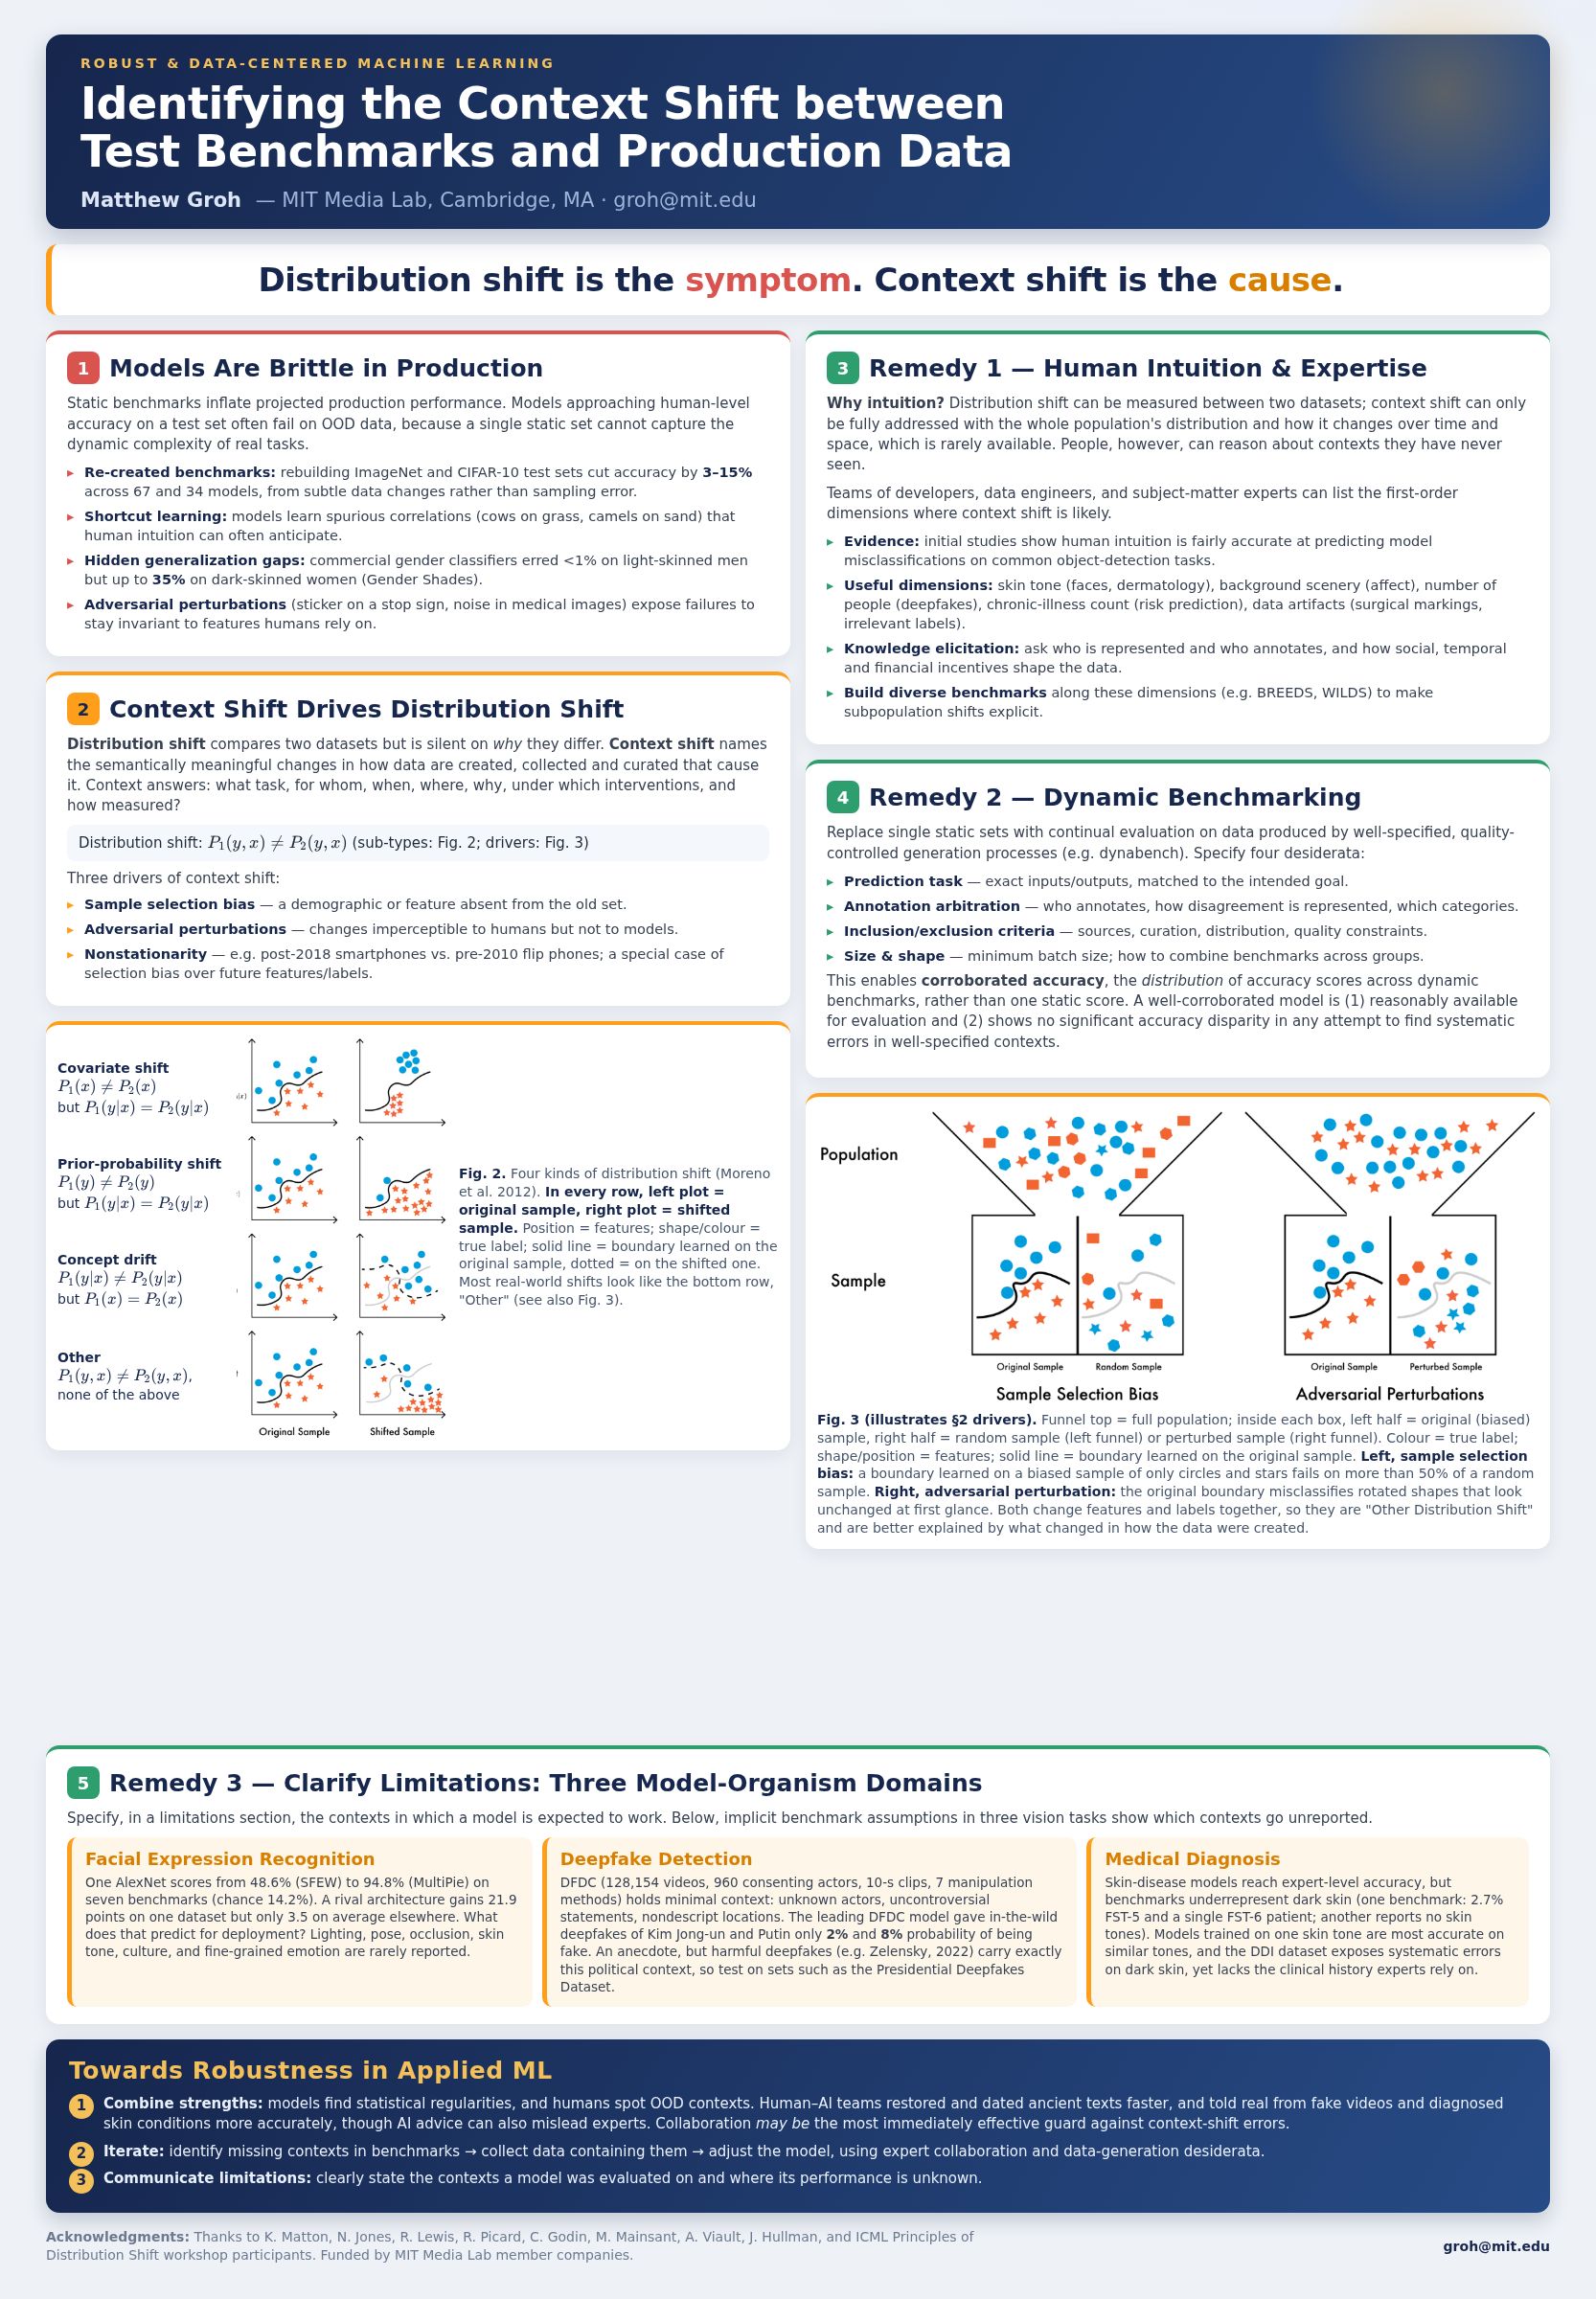 ROBUST & DATA-CENTERED MACHINE LEARNING
Identifying the Context Shift between
Test Benchmarks and Production Data
Matthew Groh — MIT Media Lab, Cambridge, MA · groh@mit.edu
Distribution shift is the symptom. Context shift is the cause.
1 Models Are Brittle in Production
Static benchmarks inflate projected production performance. Models approaching human-level
accuracy on a test set often fail on OOD data, because a single static set cannot capture the
dynamic complexity of real tasks.
▸ Re-created benchmarks: rebuilding ImageNet and CIFAR-10 test sets cut accuracy by 3–15%
across 67 and 34 models, from subtle data changes rather than sampling error.
▸ Shortcut learning: models learn spurious correlations (cows on grass, camels on sand) that
human intuition can often anticipate.
▸ Hidden generalization gaps: commercial gender classifiers erred <1% on light-skinned men
but up to 35% on dark-skinned women (Gender Shades).
▸ Adversarial perturbations (sticker on a stop sign, noise in medical images) expose failures to
stay invariant to features humans rely on.
2 Context Shift Drives Distribution Shift
Distribution shift compares two datasets but is silent on why they differ. Context shift names
the semantically meaningful changes in how data are created, collected and curated that cause
it. Context answers: what task, for whom, when, where, why, under which interventions, and
how measured?
Distribution shift: P₁(y, x) ≠ P₂(y, x) (sub-types: Fig. 2; drivers: Fig. 3)
Three drivers of context shift:
▸ Sample selection bias — a demographic or feature absent from the old set.
▸ Adversarial perturbations — changes imperceptible to humans but not to models.
▸ Nonstationarity — e.g. post-2018 smartphones vs. pre-2010 flip phones; a special case of
selection bias over future features/labels.
Covariate shift
P₁(x) ≠ P₂(x)
but P₁(y|x) = P₂(y|x)
Prior-probability shift
P₁(y) ≠ P₂(y)
but P₁(y|x) = P₂(y|x)
Concept drift
P₁(y|x) ≠ P₂(y|x)
but P₁(x) = P₂(x)
Other
P₁(y, x) ≠ P₂(y, x),
none of the above
Original Sample
Shifted Sample
Fig. 2. Four kinds of distribution shift (Moreno
et al. 2012). In every row, left plot =
original sample, right plot = shifted
sample. Position = features; shape/colour =
true label; solid line = boundary learned on the
original sample, dotted = on the shifted one.
Most real-world shifts look like the bottom row,
"Other" (see also Fig. 3).
3 Remedy 1 — Human Intuition & Expertise
Why intuition? Distribution shift can be measured between two datasets; context shift can only
be fully addressed with the whole population's distribution and how it changes over time and
space, which is rarely available. People, however, can reason about contexts they have never
seen.
Teams of developers, data engineers, and subject-matter experts can list the first-order
dimensions where context shift is likely.
▸ Evidence: initial studies show human intuition is fairly accurate at predicting model
misclassifications on common object-detection tasks.
▸ Useful dimensions: skin tone (faces, dermatology), background scenery (affect), number of
people (deepfakes), chronic-illness count (risk prediction), data artifacts (surgical markings,
irrelevant labels).
▸ Knowledge elicitation: ask who is represented and who annotates, and how social, temporal
and financial incentives shape the data.
▸ Build diverse benchmarks along these dimensions (e.g. BREEDS, WILDS) to make
subpopulation shifts explicit.
4 Remedy 2 — Dynamic Benchmarking
Replace single static sets with continual evaluation on data produced by well-specified, quality-
controlled generation processes (e.g. dynabench). Specify four desiderata:
▸ Prediction task — exact inputs/outputs, matched to the intended goal.
▸ Annotation arbitration — who annotates, how disagreement is represented, which categories.
▸ Inclusion/exclusion criteria — sources, curation, distribution, quality constraints.
▸ Size & shape — minimum batch size; how to combine benchmarks across groups.
This enables corroborated accuracy, the distribution of accuracy scores across dynamic
benchmarks, rather than one static score. A well-corroborated model is (1) reasonably available
for evaluation and (2) shows no significant accuracy disparity in any attempt to find systematic
errors in well-specified contexts.
Population
Sample
Original Sample
Random Sample
Original Sample
Perturbed Sample
Sample Selection Bias
Adversarial Perturbations
Fig. 3 (illustrates §2 drivers). Funnel top = full population; inside each box, left half = original (biased)
sample, right half = random sample (left funnel) or perturbed sample (right funnel). Colour = true label;
shape/position = features; solid line = boundary learned on the original sample. Left, sample selection
bias: a boundary learned on a biased sample of only circles and stars fails on more than 50% of a random
sample. Right, adversarial perturbation: the original boundary misclassifies rotated shapes that look
unchanged at first glance. Both change features and labels together, so they are "Other Distribution Shift"
and are better explained by what changed in how the data were created.
5 Remedy 3 — Clarify Limitations: Three Model-Organism Domains
Specify, in a limitations section, the contexts in which a model is expected to work. Below, implicit benchmark assumptions in three vision tasks show which contexts go unreported.
Facial Expression Recognition
One AlexNet scores from 48.6% (SFEW) to 94.8% (MultiPie) on
seven benchmarks (chance 14.2%). A rival architecture gains 21.9
points on one dataset but only 3.5 on average elsewhere. What
does that predict for deployment? Lighting, pose, occlusion, skin
tone, culture, and fine-grained emotion are rarely reported.
Deepfake Detection
DFDC (128,154 videos, 960 consenting actors, 10-s clips, 7 manipulation
methods) holds minimal context: unknown actors, uncontroversial
statements, nondescript locations. The leading DFDC model gave in-the-wild
deepfakes of Kim Jong-un and Putin only 2% and 8% probability of being
fake. An anecdote, but harmful deepfakes (e.g. Zelensky, 2022) carry exactly
this political context, so test on sets such as the Presidential Deepfakes
Dataset.
Medical Diagnosis
Skin-disease models reach expert-level accuracy, but
benchmarks underrepresent dark skin (one benchmark: 2.7%
FST-5 and a single FST-6 patient; another reports no skin
tones). Models trained on one skin tone are most accurate on
similar tones, and the DDI dataset exposes systematic errors
on dark skin, yet lacks the clinical history experts rely on.
Towards Robustness in Applied ML
1 Combine strengths: models find statistical regularities, and humans spot OOD contexts. Human–AI teams restored and dated ancient texts faster, and told real from fake videos and diagnosed
skin conditions more accurately, though AI advice can also mislead experts. Collaboration may be the most immediately effective guard against context-shift errors.
2 Iterate: identify missing contexts in benchmarks → collect data containing them → adjust the model, using expert collaboration and data-generation desiderata.
3 Communicate limitations: clearly state the contexts a model was evaluated on and where its performance is unknown.
Acknowledgments: Thanks to K. Matton, N. Jones, R. Lewis, R. Picard, C. Godin, M. Mainsant, A. Viault, J. Hullman, and ICML Principles of
Distribution Shift workshop participants. Funded by MIT Media Lab member companies.
groh@mit.edu